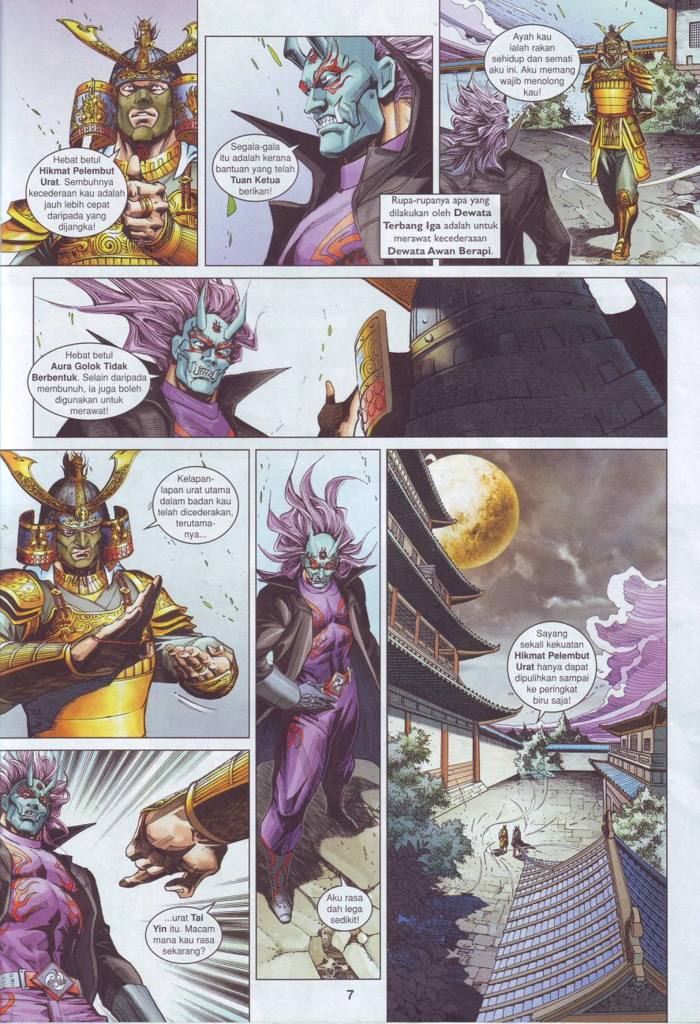 Hebat betul
Hikmat Pelembut
Urat. Sembuhnya
kecederaan kau adalah
jauh lebih cepat
daripada yang
dijangka!
Segala-gala
itu adalah kerana
bantuan yang telah
Tuan Ketua
berikan!
Ayah kau
ialah rakan
sehidup dan semati
aku ini. Aku memang
wajib menolong
kau!
Rupa-rupanya apa yang
dilakukan oleh Dewata
Terbang Iga adalah untuk
merawat kecederaaan
Dewata Awan Berapi.
Hebat betul
Aura Golok Tidak
Berbentuk. Selain daripada
membunuh, ia juga boleh
digunakan untuk
merawat!
Kelapan-
lapan urat utama
dalam badan kau
telah dicederakan,
terutama-
nya...
...urat Tai
Yin itu. Macam
mana kau rasa
sekarang?
Aku rasa
dah lega
sedikit!
Sayang
sekali kekuatan
Hikmat Pelembut
Urat hanya dapat
dipulihkan sampai
ke peringkat
biru saja!
7